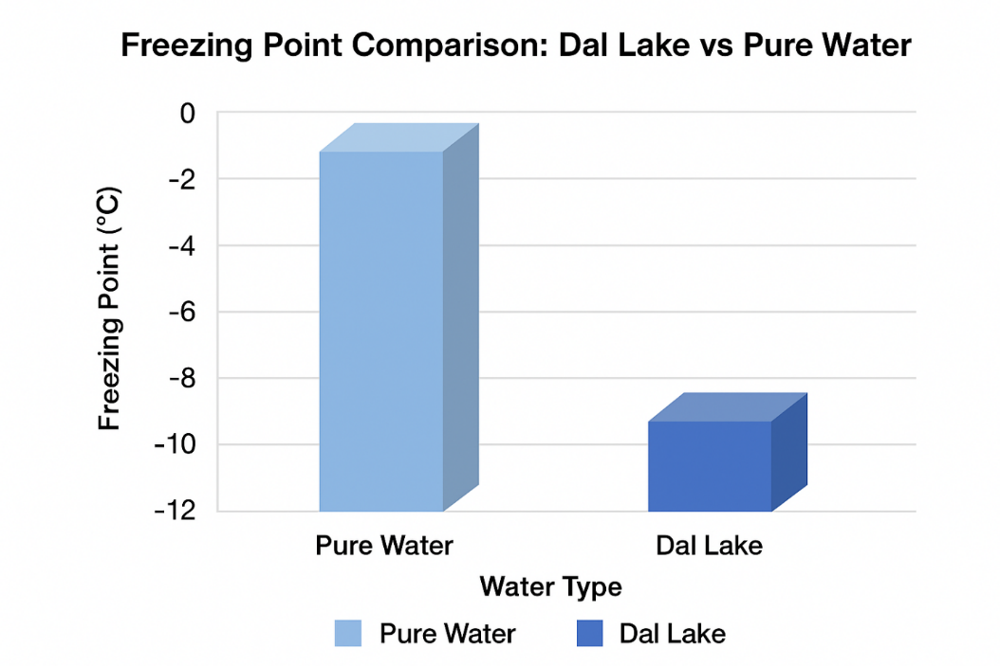 Freezing Point Comparison: Dal Lake vs Pure Water
Freezing Point (°C)
0
-2
-4
-6
-8
-10
-12
Pure Water
Dal Lake
Water Type
Pure Water
Dal Lake